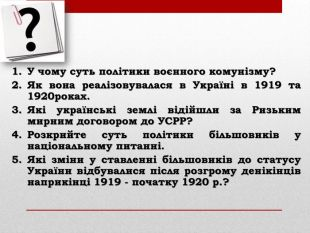 ?
1. У чому суть політики воєнного комунізму?
2. Як вона реалізовувалася в Україні в 1919 та
1920роках.
3. Які українські землі відійшли за Ризьким
мирним договором до УСРР?
4. Розкрийте суть політики більшовиків у
національному питанні.
5. Які зміни у ставленні більшовиків до статусу
України відбувалися після розгрому денікінців
наприкінці 1919 - початку 1920 р.?